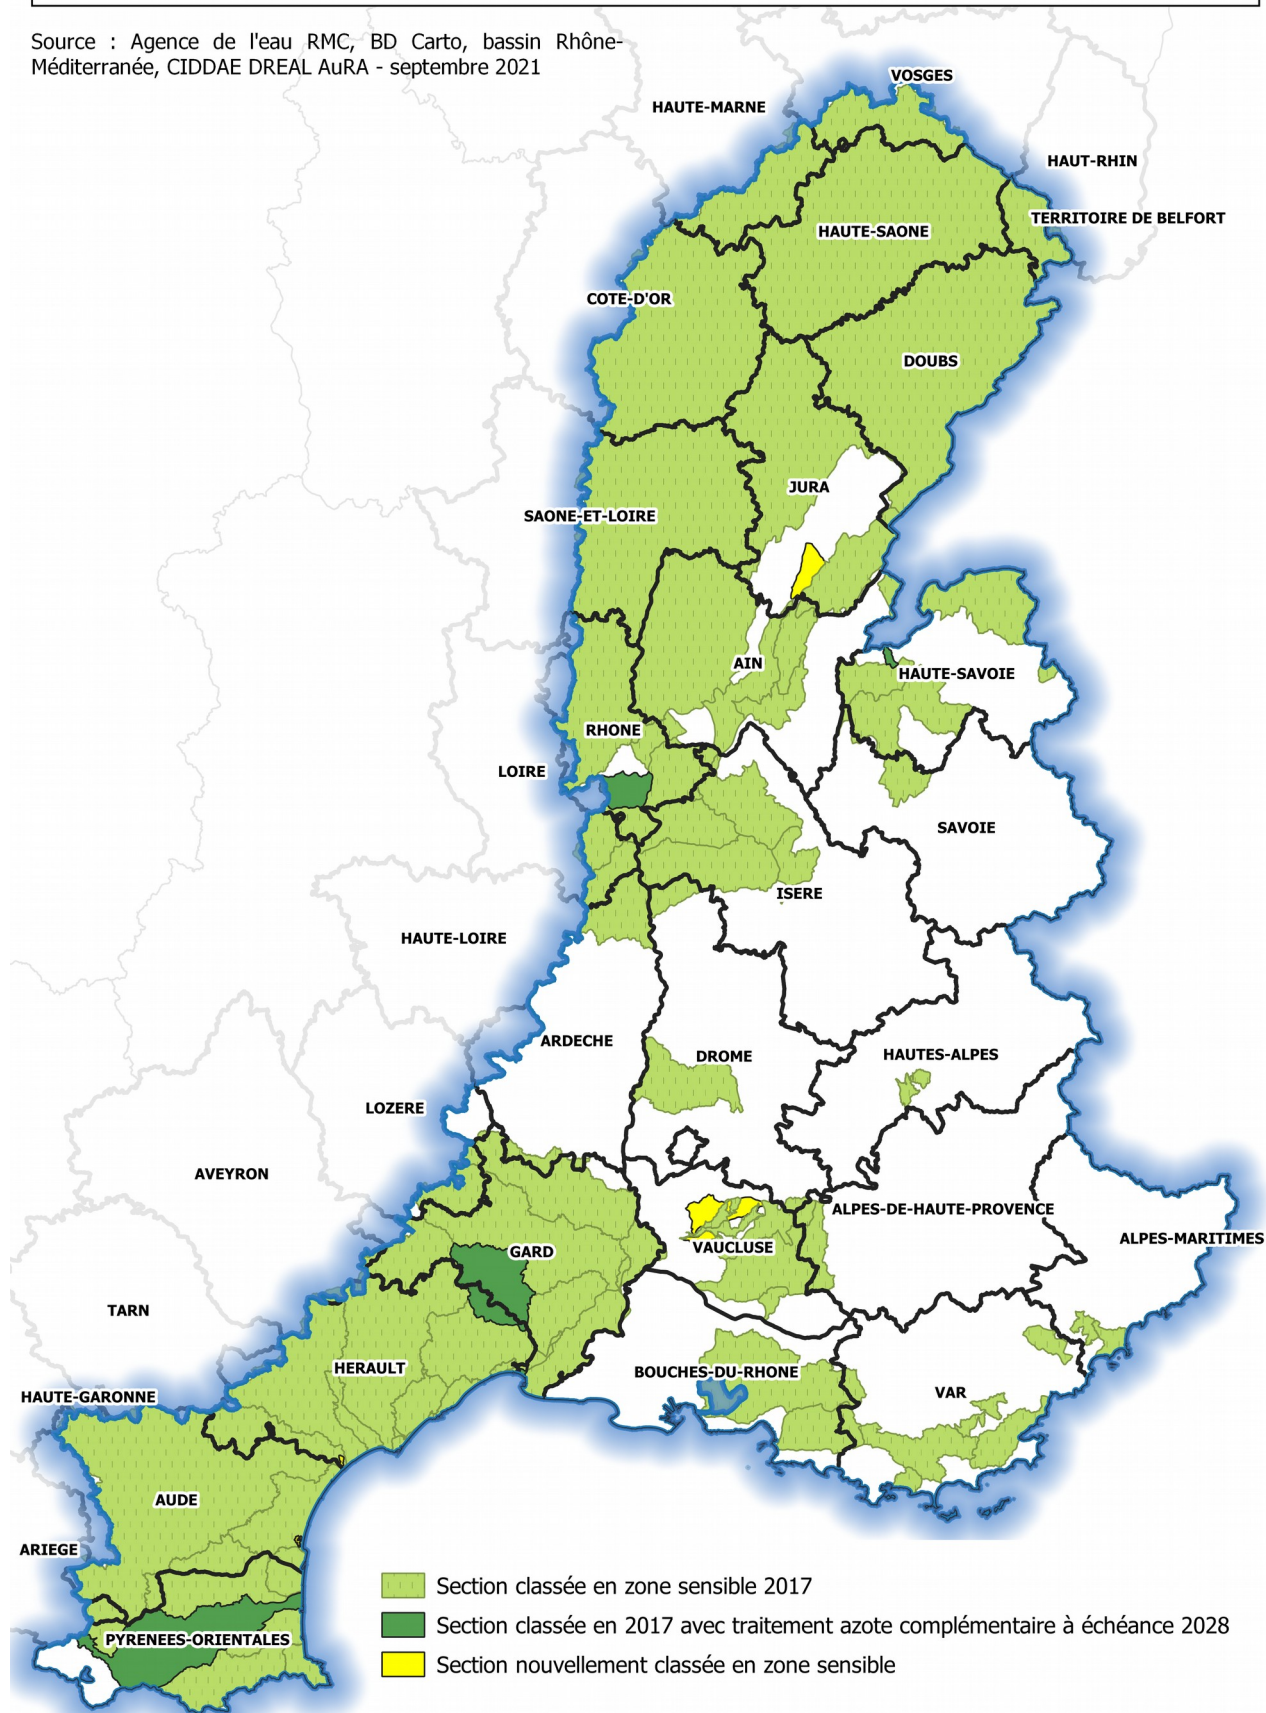 Source : Agence de l'eau RMC, BD Carto, bassin Rhône-
Méditerranée, CIDDAE DREAL AuRA - septembre 2021
VOSGES
HAUTE-MARNE
HAUT-RHIN
TERRITOIRE DE BELFORT
HAUTE-SAONE
COTE-D'OR
DOUBS
JURA
SAONE-ET-LOIRE
AIN
HAUTE-SAVOIE
RHONE
LOIRE
SAVOIE
ISERE
HAUTE-LOIRE
ARDECHE
DROME
HAUTES-ALPES
LOZERE
AVEYRON
ALPES-DE-HAUTE-PROVENCE
ALPES-MARITIMES
VAUCLUSE
GARD
TARN
HERAULT
BOUCHES-DU-RHONE
VAR
HAUTE-GARONNE
AUDE
ARIEGE
PYRENEES-ORIENTALES
Section classée en zone sensible 2017
Section classée en 2017 avec traitement azote complémentaire à échéance 2028
Section nouvellement classée en zone sensible